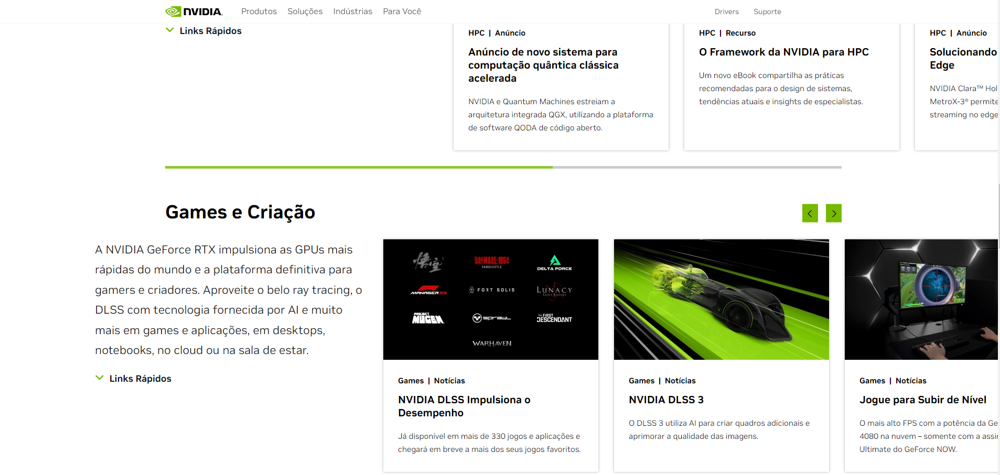 NVIDIA.
Produtos
Soluções
Indústrias
Para Você
Drivers
Suporte
Links Rápidos
HPC | Anúncio
Anúncio de novo sistema para
computação quântica clássica
acelerada
NVIDIA e Quantum Machines estreiam a
arquitetura integrada QGX, utilizando a plataforma
de software QODA de código aberto.
HPC | Recurso
O Framework da NVIDIA para HPC
Um novo eBook compartilha as práticas
recomendadas para o design de sistemas,
tendências atuais e insights de especialistas.
HPC | Anúncio
Solucionando
Edge
NVIDIA Clara™ Hol
MetroX-3® permite
streaming no edge
Games e Criação
A NVIDIA GeForce RTX impulsiona as GPUs mais
rápidas do mundo e a plataforma definitiva para
gamers e criadores. Aproveite o belo ray tracing, o
DLSS com tecnologia fornecida por AI e muito
mais em games e aplicações, em desktops,
notebooks, no cloud ou na sala de estar.
Links Rápidos
悟空
DAYMARE:1994
SANDCASTLE
DELTA FORCE
F1
MANAGER 23
FORT SOLIS
LUNACY
SAINT RHODES
PROJECT
MUGEN
SPRAWL
THE FIRST
DESCENDANT
WARHAVEN
Games | Notícias
NVIDIA DLSS Impulsiona o
Desempenho
Já disponível em mais de 330 jogos e aplicações e
chegará em breve a mais dos seus jogos favoritos.
Games | Notícias
NVIDIA DLSS 3
O DLSS 3 utiliza AI para criar quadros adicionais e
aprimorar a qualidade das imagens.
Games | Notícias
Jogue para Subir de Nível
O mais alto FPS com a potência da Ge
4080 na nuvem – somente com a assi
Ultimate do GeForce NOW.